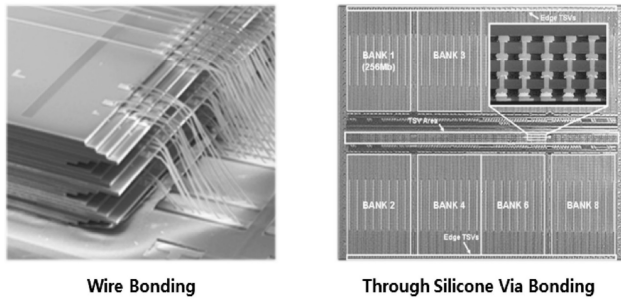 Edge TSVs
BANK 1
(256Mb)
BANK 3
TSV Area
BANK 2
BANK 4
BANK 6
BANK 8
Edge TSVs
Wire Bonding
Through Silicone Via Bonding